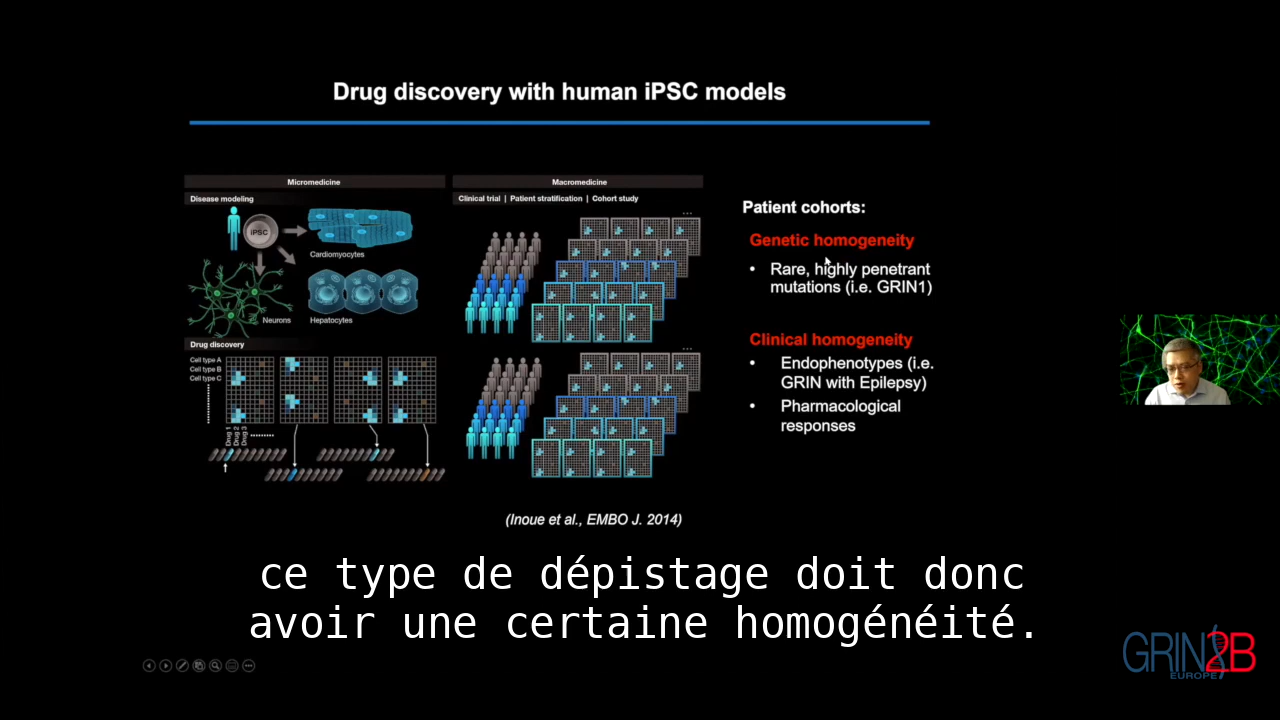 Drug discovery with human iPSC models
Micromedicine
Disease modeling
iPSC
Cardiomyocytes
Neurons
Hepatocytes
Drug discovery
Cell type A
Cell type B
Cell type C
Drug 1
Drug 2
Drug 3
Macromedicine
Clinical trial | Patient stratification | Cohort study
Patient cohorts:
Genetic homogeneity
• Rare, highly penetrant
mutations (i.e. GRIN1)
Clinical homogeneity
• Endophenotypes (i.e.
GRIN with Epilepsy)
• Pharmacological
responses
(Inoue et al., EMBO J. 2014)
ce type de dépistage doit donc
avoir une certaine homogénéité.
GRIN2B
EUROPE